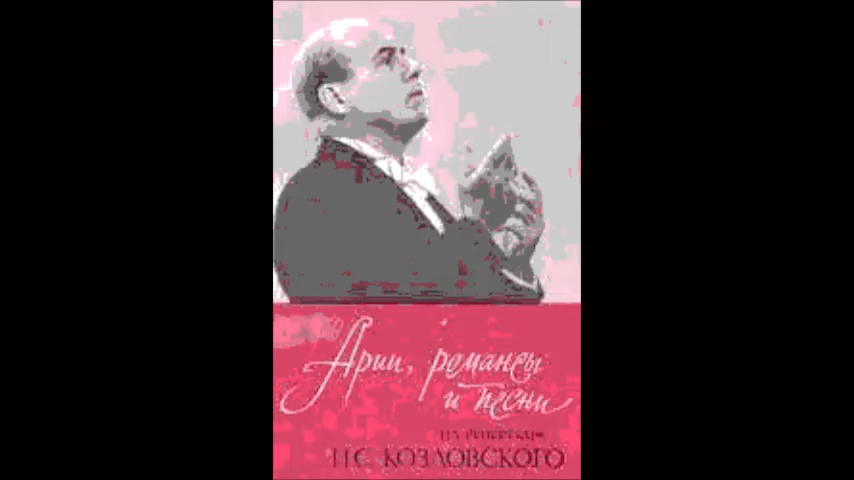 Арии, романсы
и песни
из репертуара
И.С. КОЗЛОВСКОГО